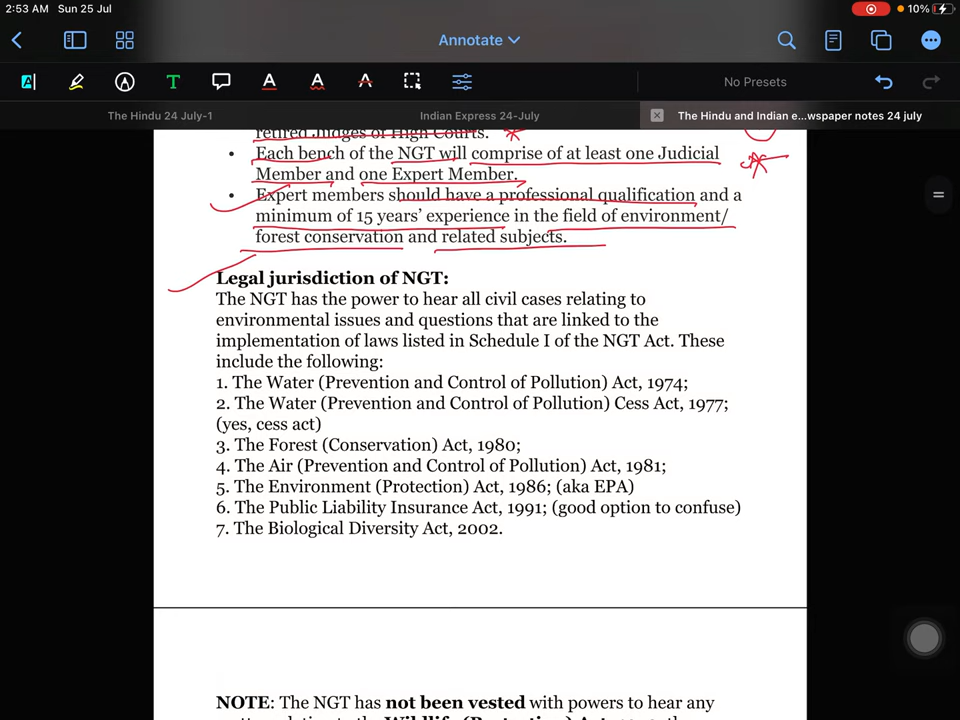 2:53 AM Sun 25 Jul
10%
Annotate
No Presets
The Hindu 24 July-1
Indian Express 24-July
The Hindu and Indian e...wspaper notes 24 july
retired Judges of High Courts.
• Each bench of the NGT will comprise of at least one Judicial
Member and one Expert Member.
• Expert members should have a professional qualification and a
minimum of 15 years' experience in the field of environment/
forest conservation and related subjects.
Legal jurisdiction of NGT:
The NGT has the power to hear all civil cases relating to
environmental issues and questions that are linked to the
implementation of laws listed in Schedule I of the NGT Act. These
include the following:
1. The Water (Prevention and Control of Pollution) Act, 1974;
2. The Water (Prevention and Control of Pollution) Cess Act, 1977;
(yes, cess act)
3. The Forest (Conservation) Act, 1980;
4. The Air (Prevention and Control of Pollution) Act, 1981;
5. The Environment (Protection) Act, 1986; (aka EPA)
6. The Public Liability Insurance Act, 1991; (good option to confuse)
7. The Biological Diversity Act, 2002.
NOTE: The NGT has not been vested with powers to hear any